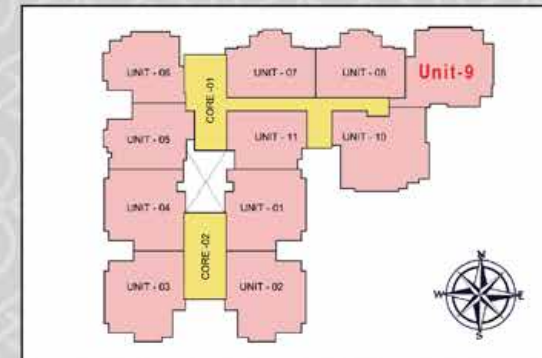 UNIT - 06
CORE -01
UNIT - 07
UNIT - 08
Unit-9
UNIT - 05
UNIT - 11
UNIT - 10
UNIT - 04
UNIT -01
CORE -02
UNIT - 03
UNIT - 02
N
W
E
S